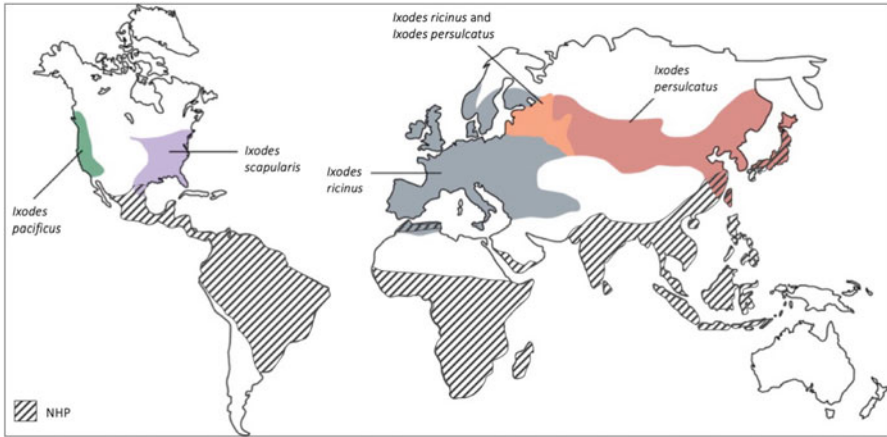 Ixodes ricinus and
Ixodes persulcatus
Ixodes
persulcatus
Ixodes
scapularis
Ixodes
ricinus
Ixodes
pacificus
NHP